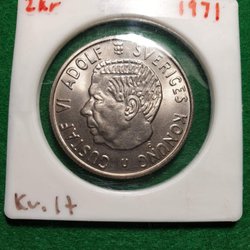 2kr 1971
GUSTAF VI ADOLF SVERIGES KONUNG
U
Kv. 1+